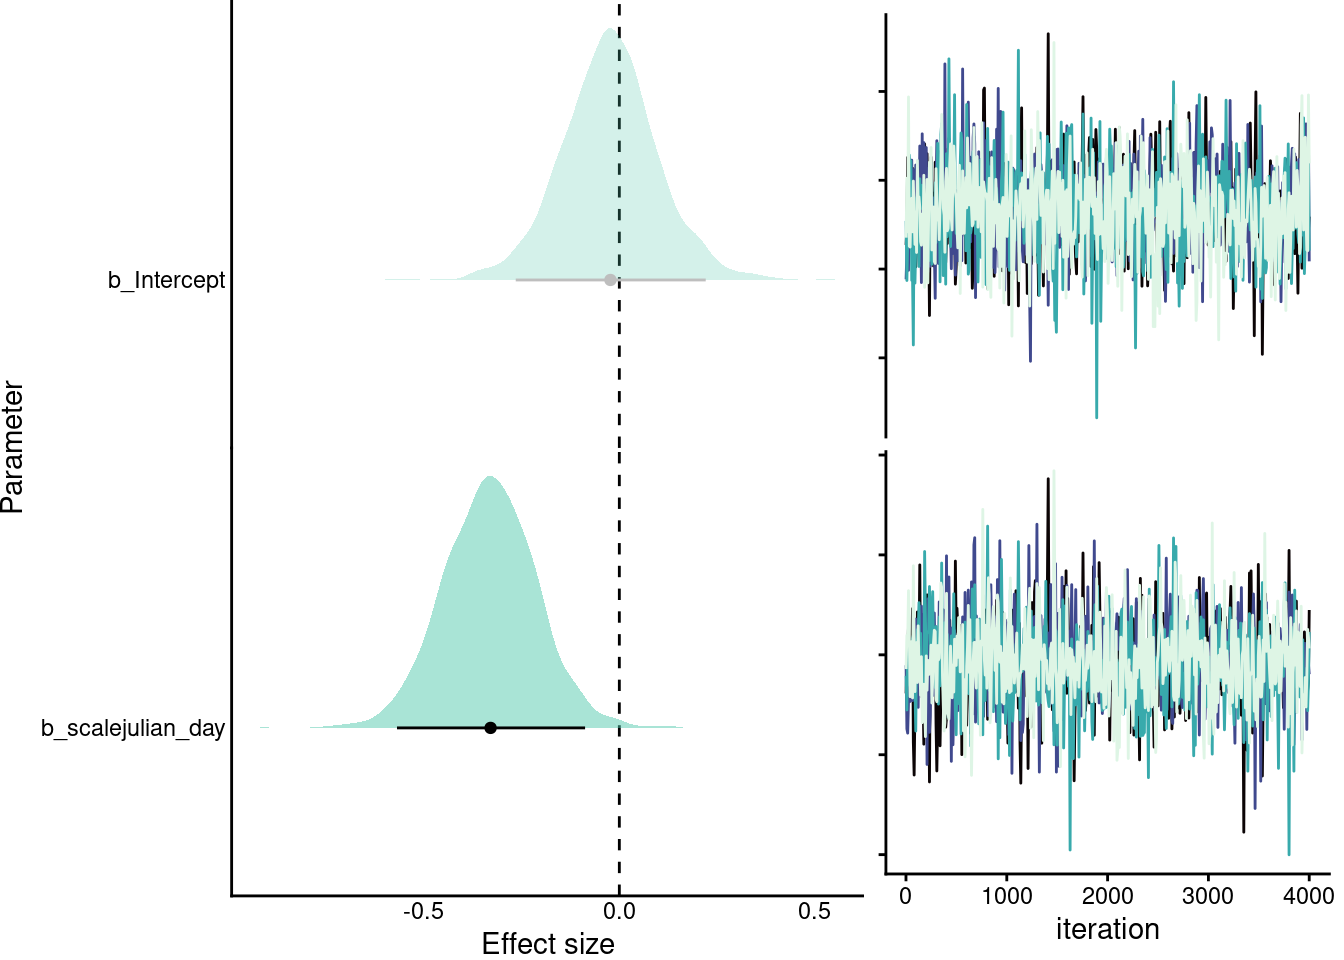 Parameter
b_Intercept
b_scalejulian_day
-0.5 0.0 0.5
Effect size
0 1000 2000 3000 4000
iteration